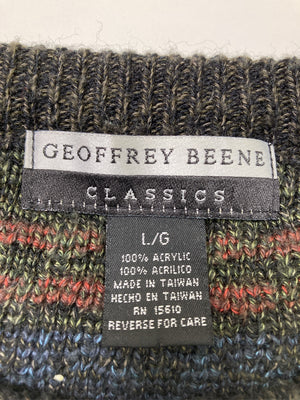 GEOFFREY BEENE
CLASSICS
L/G
100% ACRYLIC
100% ACRILICO
MADE IN TAIWAN
HECHO EN TAIWAN
RN 15610
REVERSE FOR CARE